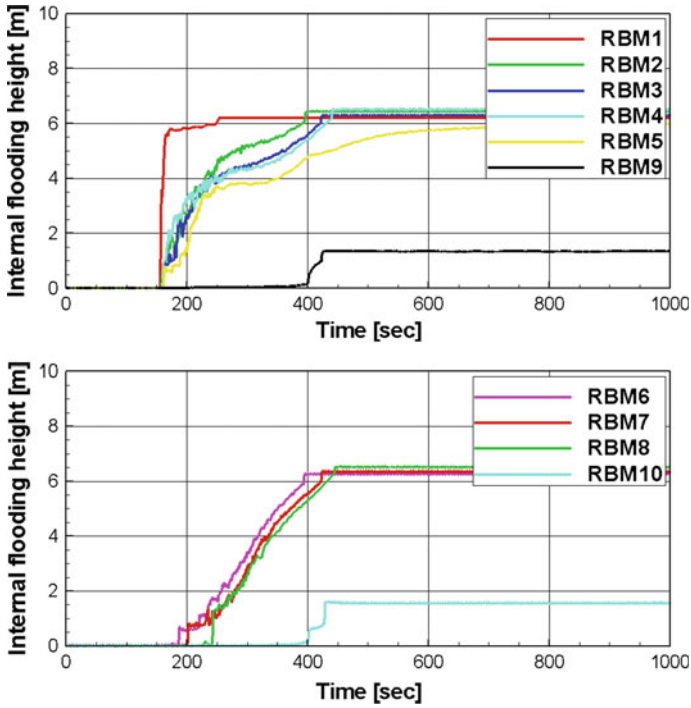 Internal flooding height [m]
10
8
6
4
2
0
RBM1
RBM2
RBM3
RBM4
RBM5
RBM9
0 200 400 600 800 1000
Time [sec]
Internal flooding height [m]
10
8
6
4
2
0
RBM6
RBM7
RBM8
RBM10
0 200 400 600 800 1000
Time [sec]